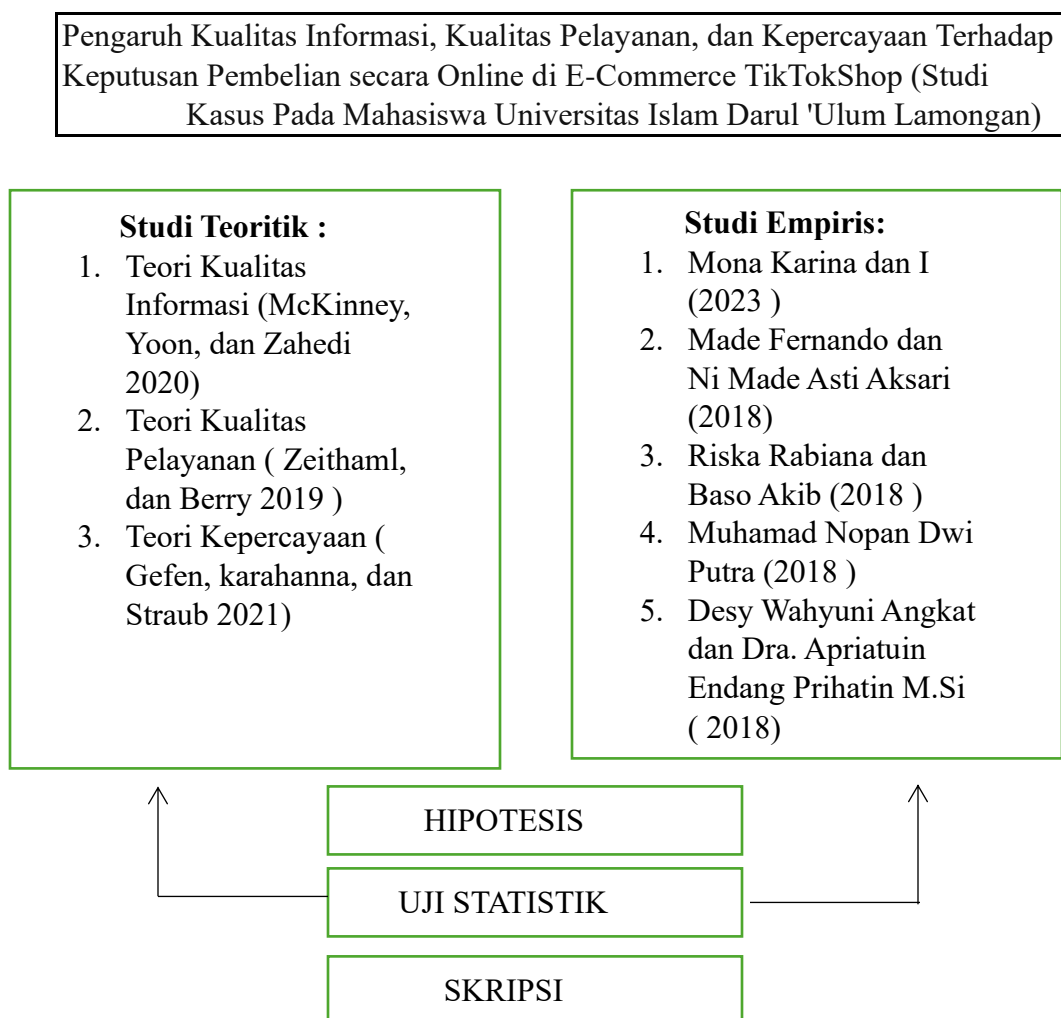 Pengaruh Kualitas Informasi, Kualitas Pelayanan, dan Kepercayaan Terhadap
Keputusan Pembelian secara Online di E-Commerce TikTokShop (Studi
Kasus Pada Mahasiswa Universitas Islam Darul 'Ulum Lamongan)
Studi Teoritik :
1. Teori Kualitas
Informasi (McKinney,
Yoon, dan Zahedi
2020)
2. Teori Kualitas
Pelayanan ( Zeithaml,
dan Berry 2019 )
3. Teori Kepercayaan (
Gefen, karahanna, dan
Straub 2021)
Studi Empiris:
1. Mona Karina dan I
(2023 )
2. Made Fernando dan
Ni Made Asti Aksari
(2018)
3. Riska Rabiana dan
Baso Akib (2018 )
4. Muhamad Nopan Dwi
Putra (2018 )
5. Desy Wahyuni Angkat
dan Dra. Apriatuin
Endang Prihatin M.Si
( 2018)
HIPOTESIS
UJI STATISTIK
SKRIPSI